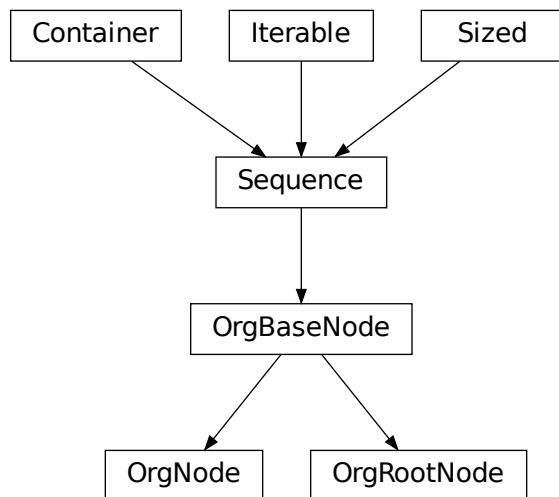 Container
Iterable
Sized
Sequence
OrgBaseNode
OrgNode
OrgRootNode